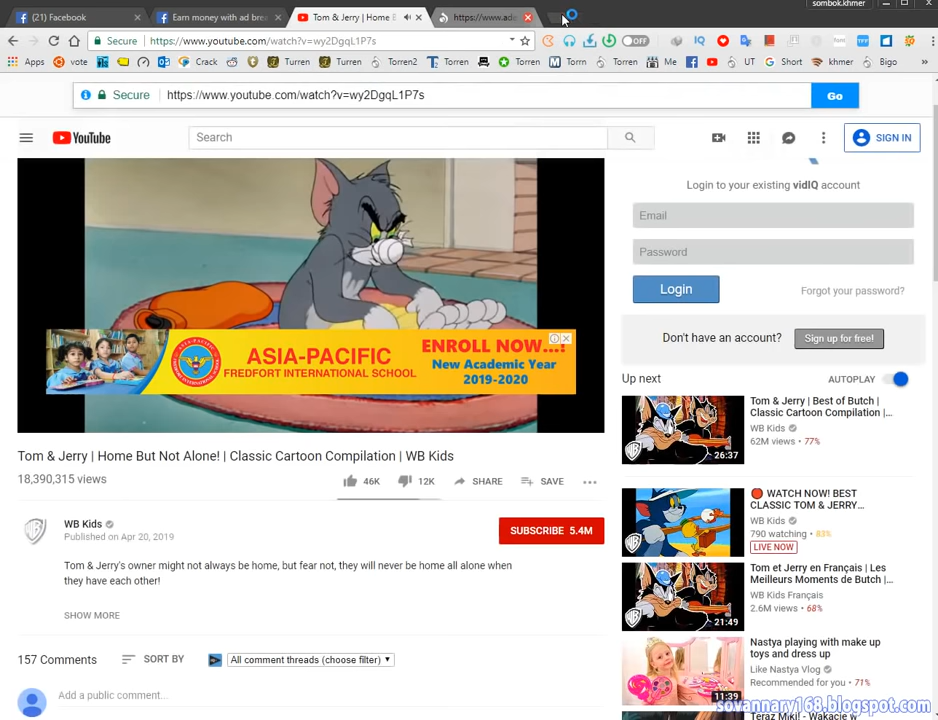 sombok.khmer
(21) Facebook
Earn money with ad brea
Tom & Jerry | Home B
https://www.ade
Secure
https://www.youtube.com/watch?v=wy2DgqL1P7s
IQ
OFF
Apps
vote
Crack
Turren
Turren
Torren2
Torren
Torren
Torrn
Torren
Me
UT
Short
khmer
Bigo
»
Secure
https://www.youtube.com/watch?v=wy2DgqL1P7s
Go
YouTube
Search
SIGN IN
Login to your existing vidIQ account
Email
Password
Login
Forgot your password?
Don't have an account?
Sign up for free!
ASIA-PACIFIC
FREDFORT INTERNATIONAL SCHOOL
ENROLL NOW...!
New Academic Year
2019-2020
Up next
AUTOPLAY
Tom & Jerry | Best of Butch |
Classic Cartoon Compilation |...
WB Kids
62M views • 77%
26:37
Tom & Jerry | Home But Not Alone! | Classic Cartoon Compilation | WB Kids
18,390,315 views
46K
12K
SHARE
SAVE
WATCH NOW! BEST
CLASSIC TOM & JERRY...
WB Kids
790 watching • 83%
LIVE NOW
WB Kids
Published on Apr 20, 2019
SUBSCRIBE 5.4M
Tom & Jerry's owner might not always be home, but fear not, they will never be home all alone when
they have each other!
SHOW MORE
Tom et Jerry en Français | Les
Meilleurs Moments de Butch |...
WB Kids Français
2.6M views • 68%
21:49
157 Comments
SORT BY
All comment threads (choose filter)
Add a public comment...
Nastya playing with make up
toys and dress up
Like Nastya Vlog
Recommended for you • 71%
11:39
sovannary168.blogspot.com
Teraz Miki! - Wakacje w